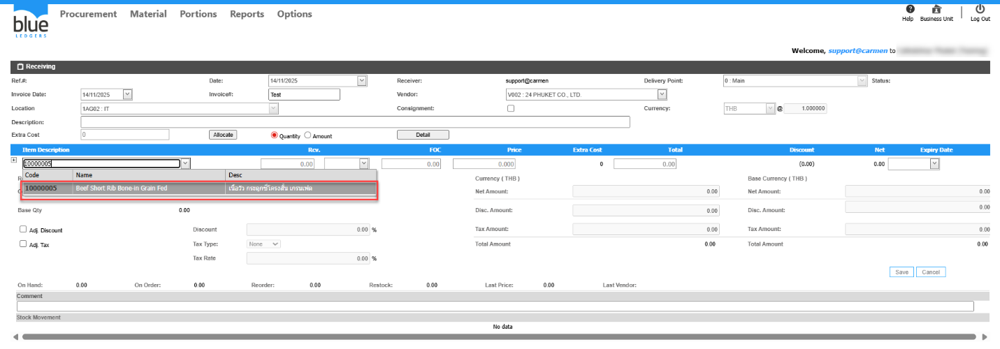 blue
LEDGERS
Procurement Material Portions Reports Options
Help Business Unit Log Out
Welcome, support@carmen to
Receiving
Ref.#: Date: 14/11/2025 Receiver: support@carmen Delivery Point: 0 : Main Status:
Invoice Date: 14/11/2025 Invoice#: Test Vendor: V002 : 24 PHUKET CO., LTD.
Location 1AG02 : IT Consignment: Currency: THB @ 1.000000
Description:
Extra Cost 0 Allocate Quantity Amount Detail
Item Description Rcv. FOC Price Extra Cost Total Discount Net Expiry Date
10000005 0.00 0.00 0.000 0 0.00 (0.00) 0.00
Code Name Desc
Currency ( THB ) Base Currency ( THB )
10000005 Beef Short Rib Bone-in Grain Fed เนื้อวัว กระดูกซี่โครงสั้น เกรนเฟด
Net Amount: 0.00 Net Amount: 0.00
Base Qty 0.00 Disc. Amount: 0.00 Disc. Amount: 0.00
Adj. Discount Discount 0.00 % Tax Amount: 0.00 Tax Amount: 0.00
Adj. Tax Tax Type: None Total Amount 0.00 Total Amount 0.00
Tax Rate 0.00 %
Save Cancel
On Hand: 0.00 On Order: 0.00 Reorder: 0.00 Restock: 0.00 Last Price: 0.00 Last Vendor:
Comment
Stock Movement
No data